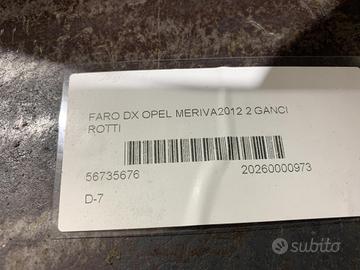 FARO DX OPEL MERIVA2012 2 GANCI
ROTTI
56735676 20260000973
D-7
subito